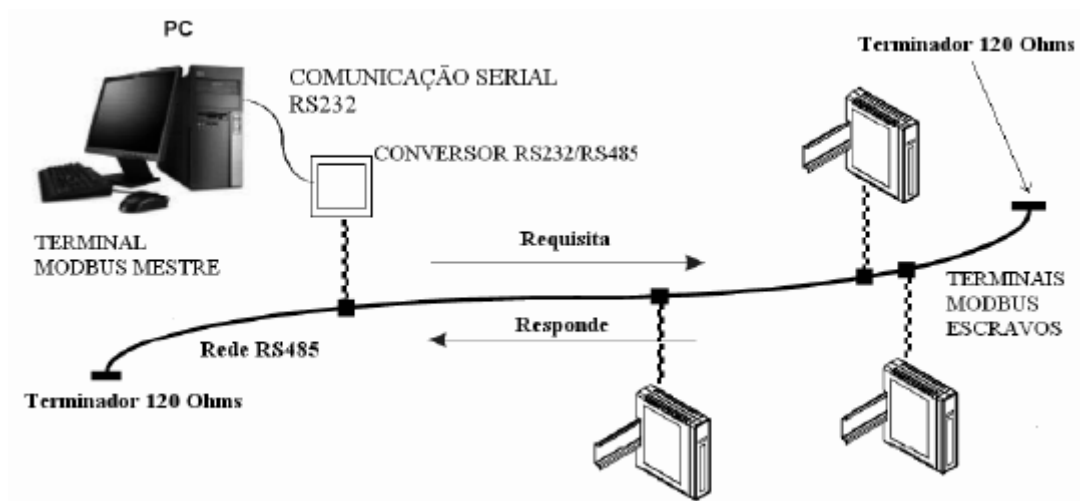 PC
Terminador 120 Ohms
COMUNICAÇÃO SERIAL
RS232
CONVERSOR RS232/RS485
TERMINAL
MODBUS MESTRE
Requisita
TERMINAIS
MODBUS
ESCRAVOS
Responde
Rede RS485
Terminador 120 Ohms